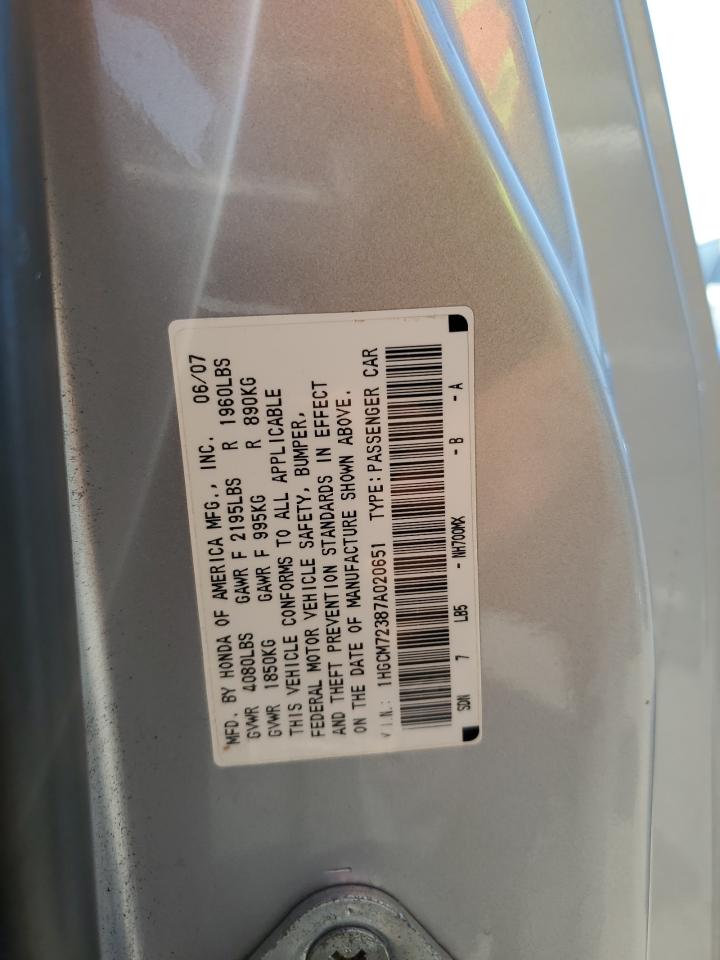 MFD. BY HONDA OF AMERICA MFG., INC. 06/07
GVWR 4080LBS GAWR F 2195LBS R 1960LBS
GVWR 1850KG GAWR F 995KG R 890KG
THIS VEHICLE CONFORMS TO ALL APPLICABLE
FEDERAL MOTOR VEHICLE SAFETY, BUMPER,
AND THEFT PREVENTION STANDARDS IN EFFECT
ON THE DATE OF MANUFACTURE SHOWN ABOVE.
V.I.N.: 1HGCM72387A020651 TYPE:PASSENGER CAR
SDN 7 LB5 - NH700MX - B - A